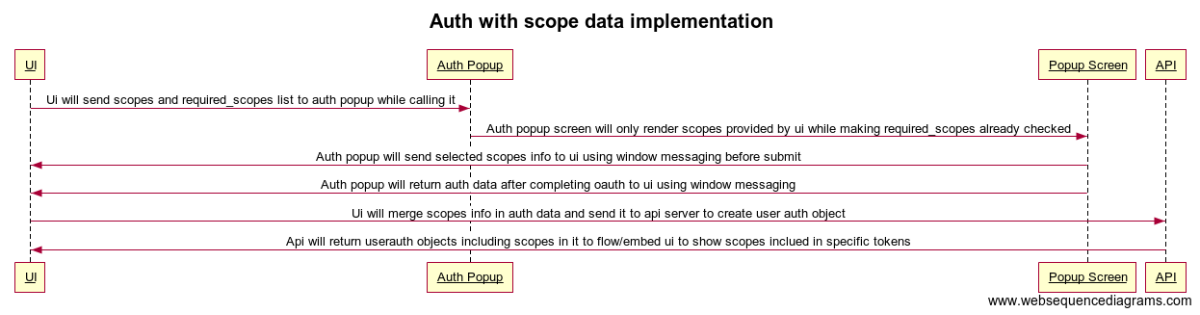 Auth with scope data implementation
UI
Auth Popup
Popup Screen
API
Ui will send scopes and required_scopes list to auth popup while calling it
Auth popup screen will only render scopes provided by ui while making required_scopes already checked
Auth popup will send selected scopes info to ui using window messaging before submit
Auth popup will return auth data after completing oauth to ui using window messaging
Ui will merge scopes info in auth data and send it to api server to create user auth object
Api will return userauth objects including scopes in it to flow/embed ui to show scopes inclued in specific tokens
UI
Auth Popup
Popup Screen
API
www.websequencediagrams.com